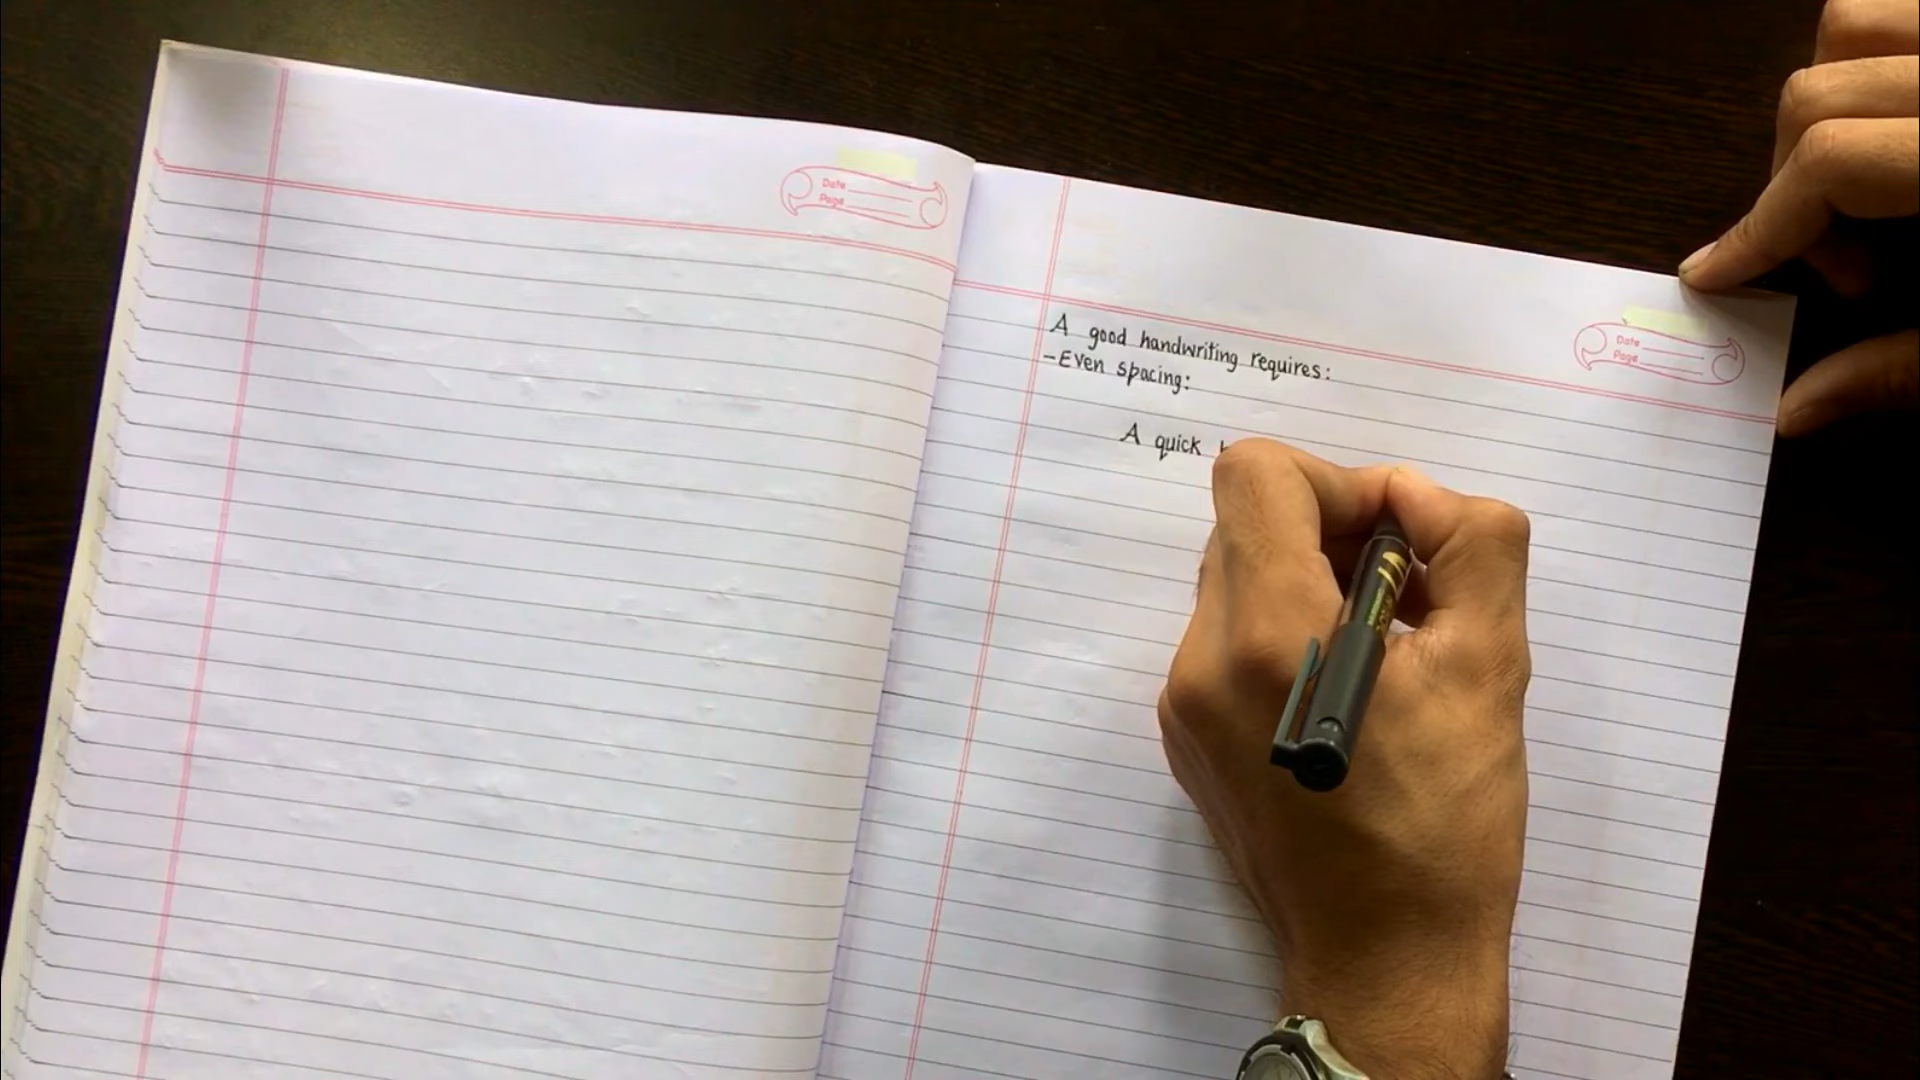 Date
Page
A good handwriting requires:
Date
Page
-Even spacing:
A quick